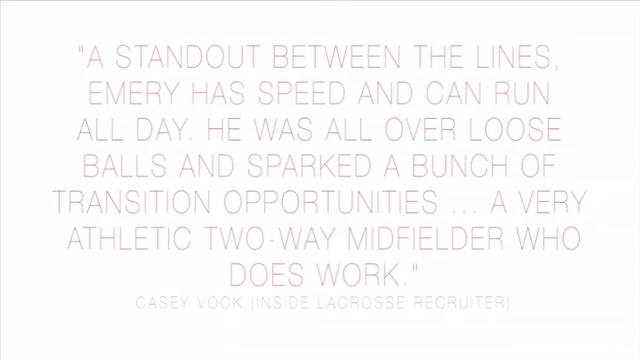 "A STANDOUT BETWEEN THE LINES,
EMERY HAS SPEED AND CAN RUN
ALL DAY. HE WAS ALL OVER LOOSE
BALLS AND SPARKED A BUNCH OF
TRANSITION OPPORTUNITIES ... A VERY
ATHLETIC TWO-WAY MIDFIELDER WHO
DOES WORK."
CASEY VOCK (INSIDE LACROSSE RECRUITER)